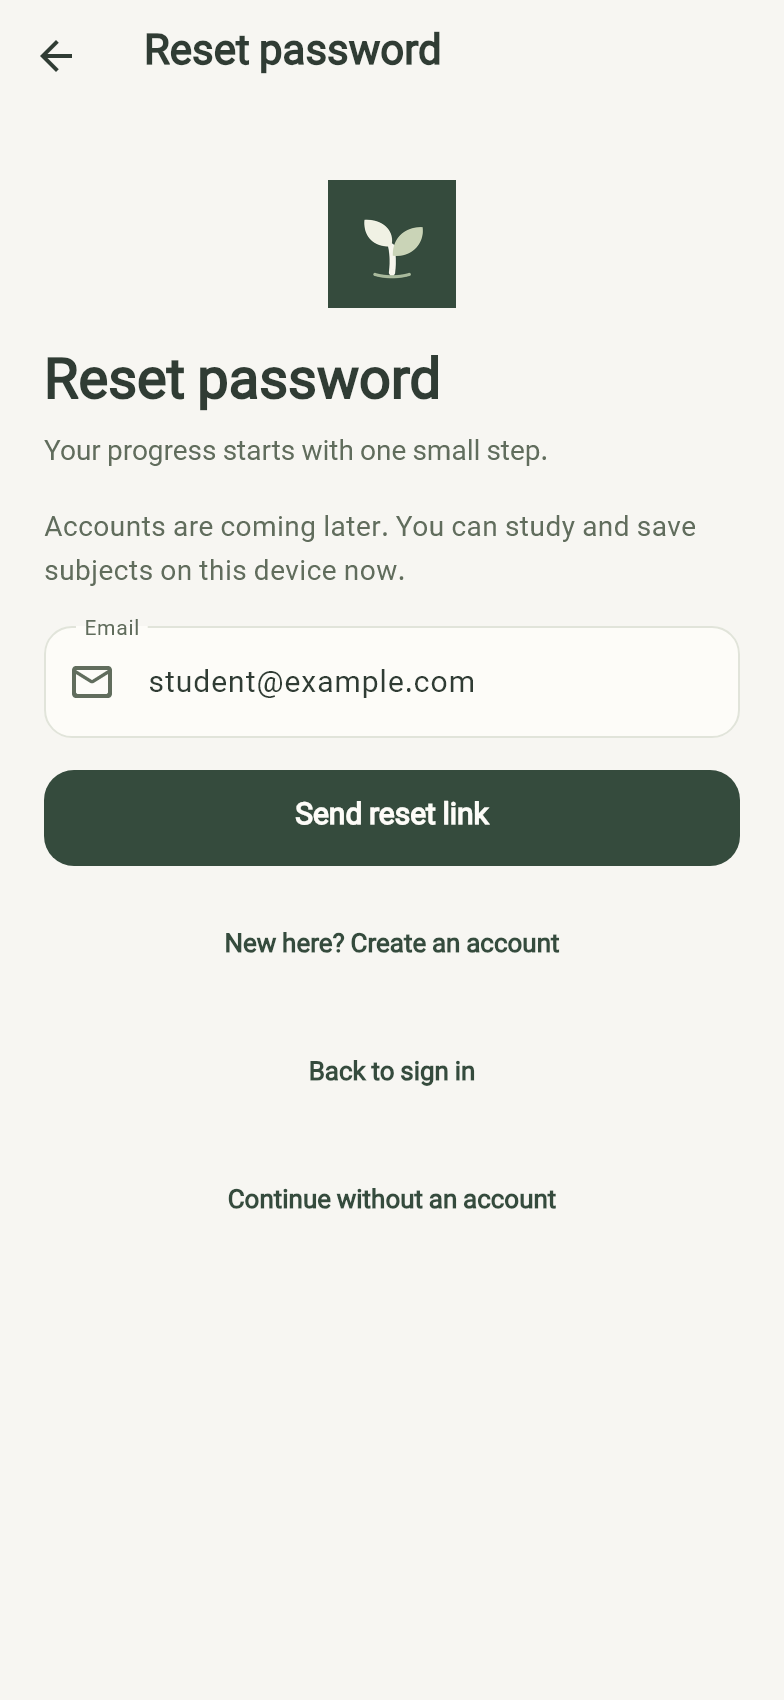 Reset password
Reset password
Your progress starts with one small step.
Accounts are coming later. You can study and save
subjects on this device now.
Email
student@example.com
Send reset link
New here? Create an account
Back to sign in
Continue without an account